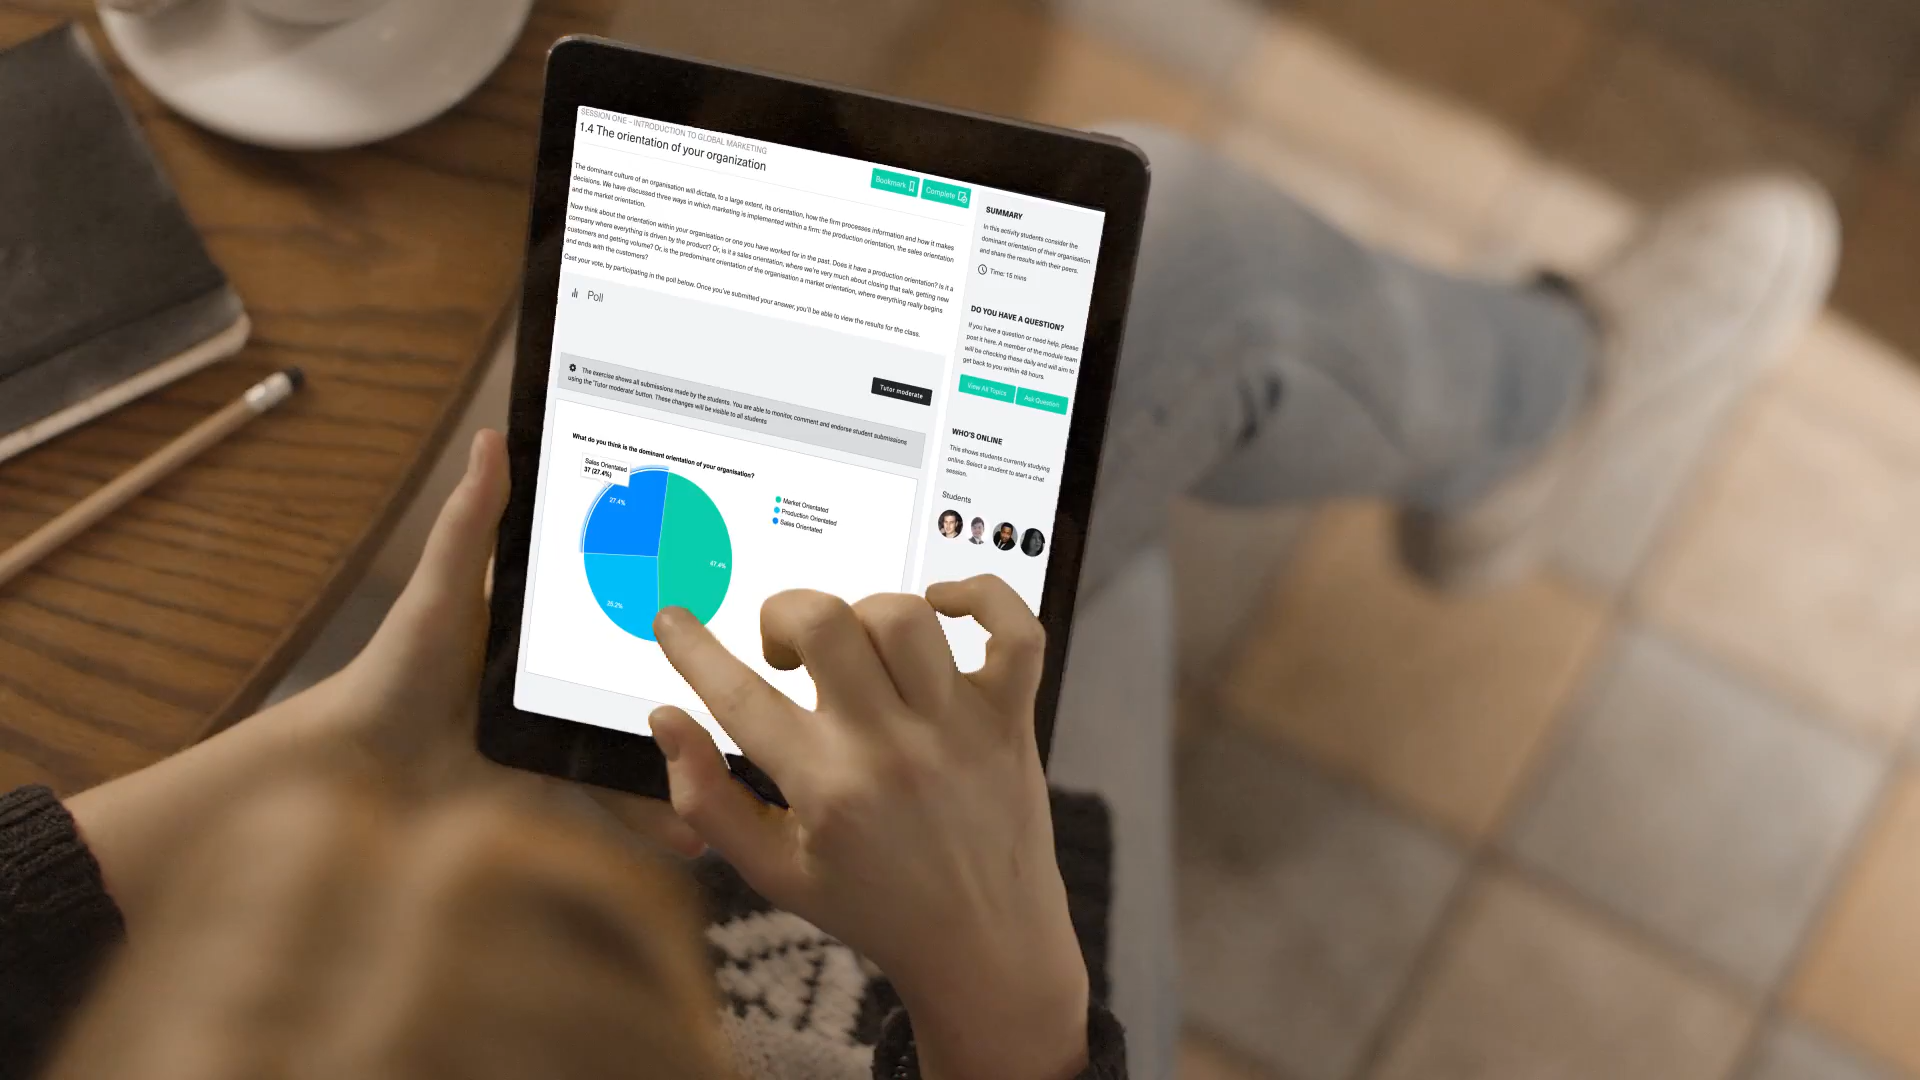 SESSION ONE - INTRODUCTION TO GLOBAL MARKETING
1.4 The orientation of your organization
Bookmark
Complete
The dominant culture of an organisation will dictate, to a large extent, its orientation, how the firm processes information and how it makes
decisions. We have discussed three ways in which marketing is implemented within a firm: the production orientation, the sales orientation
and the market orientation.
Now think about the orientation within your organisation or one you have worked for in the past. Does it have a production orientation? Is it a
company where everything is driven by the product? Or, is it a sales orientation, where we're very much about closing that sale, getting new
customers and getting volume? Or, is the predominant orientation of the organisation a market orientation, where everything really begins
and ends with the customers?
Cast your vote, by participating in the poll below. Once you've submitted your answer, you'll be able to view the results for the class.
Poll
Tutor moderate
The exercise shows all submissions made by the students. You are able to monitor, comment and endorse student submissions
using the 'Tutor moderate' button. These changes will be visible to all students
What do you think is the dominant orientation of your organisation?
Sales Orientated
37 (27.4%)
27.4%
47.4%
25.2%
Market Orientated
Production Orientated
Sales Orientated
SUMMARY
In this activity students consider the
dominant orientation of their organisation
and share the results with their peers.
Time: 15 mins
DO YOU HAVE A QUESTION?
If you have a question or need help, please
post it here. A member of the module team
will be checking these daily and will aim to
get back to you within 48 hours.
View All Topics
Ask Question
WHO'S ONLINE
This shows students currently studying
online. Select a student to start a chat
session.
Students